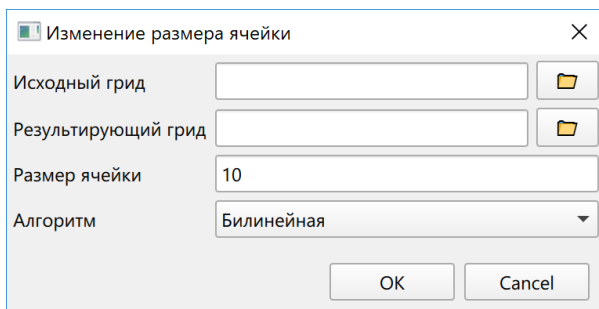 Изменение размера ячейки
Исходный грид
Результирующий грид
Размер ячейки 10
Алгоритм Билинейная
OK Cancel